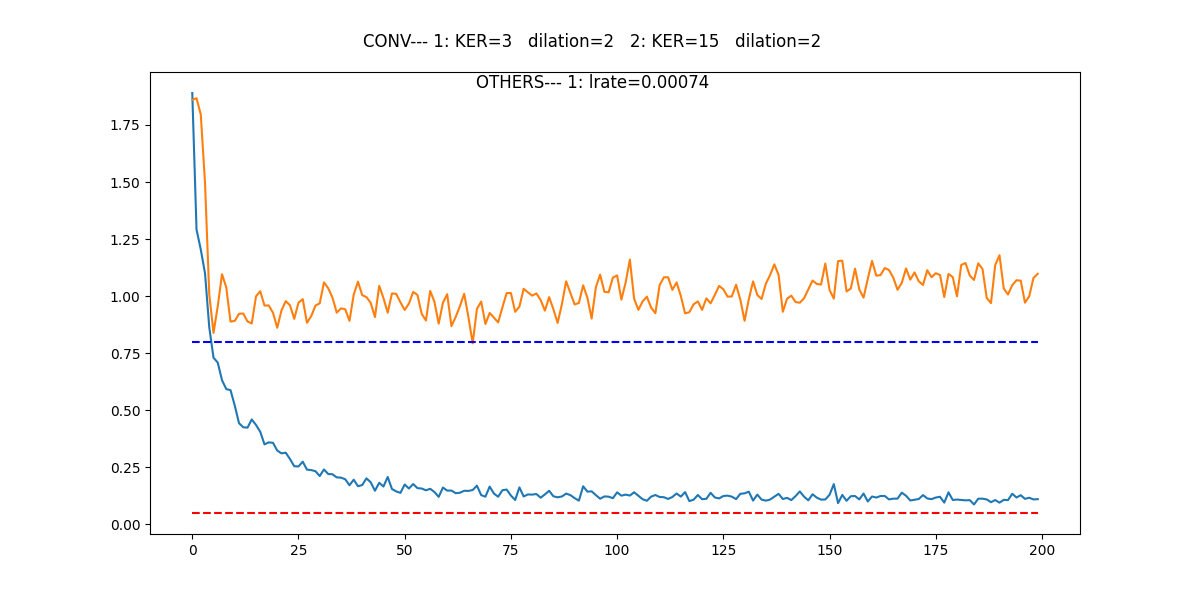 CONV--- 1: KER=3   dilation=2   2: KER=15   dilation=2
OTHERS--- 1: lrate=0.00074
1.75
1.50
1.25
1.00
0.75
0.50
0.25
0.00
0 25 50 75 100 125 150 175 200